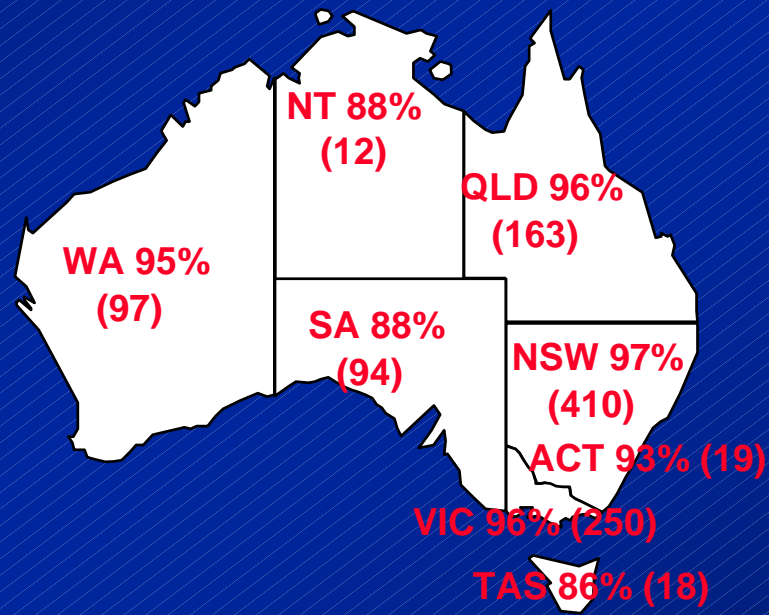 NT 88%
(12)
QLD 96%
(163)
WA 95%
(97)
SA 88%
(94)
NSW 97%
(410)
ACT 93% (19)
VIC 96% (250)
TAS 86% (18)